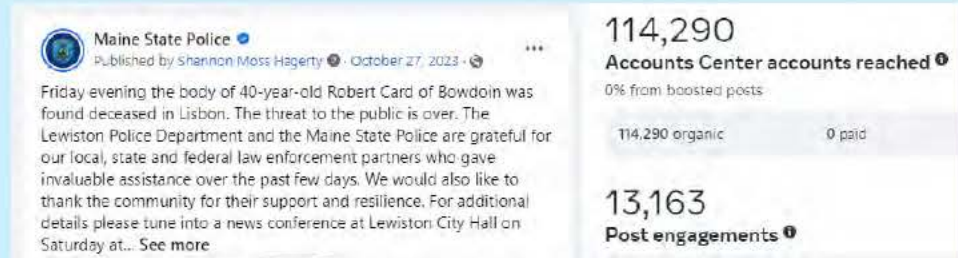 Maine State Police
Published by Shannon Moss Hagerty · October 27, 2023 ·
Friday evening the body of 40-year-old Robert Card of Bowdoin was
found deceased in Lisbon. The threat to the public is over. The
Lewiston Police Department and the Maine State Police are grateful for
our local, state and federal law enforcement partners who gave
invaluable assistance over the past few days. We would also like to
thank the community for their support and resilience. For additional
details please tune into a news conference at Lewiston City Hall on
Saturday at... See more
114,290
Accounts Center accounts reached
0% from boosted posts
114,290 organic 0 paid
13,163
Post engagements